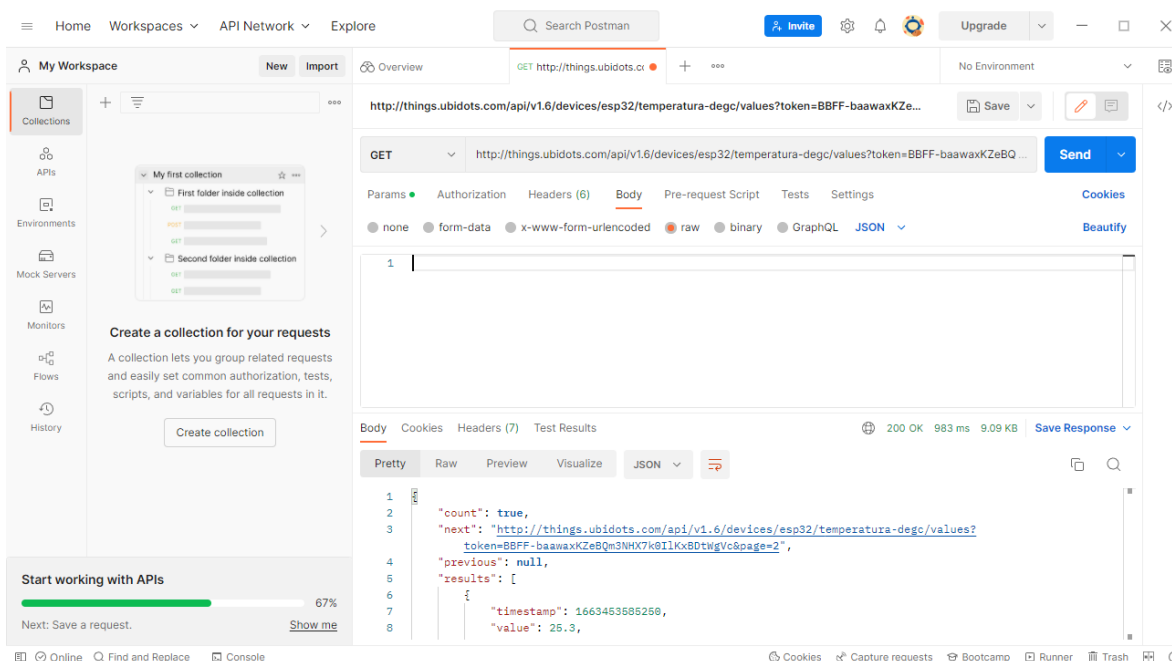 Home Workspaces API Network Explore Search Postman Invite Upgrade
My Workspace New Import Overview GET http://things.ubidots.cc No Environment
Collections
APIs
Environments
Mock Servers
Monitors
Flows
History
My first collection
First folder inside collection
GET
POST
GET
Second folder inside collection
GET
GET
Create a collection for your requests
A collection lets you group related requests
and easily set common authorization, tests,
scripts, and variables for all requests in it.
Create collection
Start working with APIs
67%
Next: Save a request. Show me
http://things.ubidots.com/api/v1.6/devices/esp32/temperatura-degc/values?token=BBFF-baawaxKZe... Save
GET http://things.ubidots.com/api/v1.6/devices/esp32/temperatura-degc/values?token=BBFF-baawaxKZeBQ ... Send
Params Authorization Headers (6) Body Pre-request Script Tests Settings Cookies
none form-data x-www-form-urlencoded raw binary GraphQL JSON Beautify
1
Body Cookies Headers (7) Test Results 200 OK 983 ms 9.09 KB Save Response
Pretty Raw Preview Visualize JSON
1 {
2 "count": true,
3 "next": "http://things.ubidots.com/api/v1.6/devices/esp32/temperatura-degc/values?
token=BBFF-baawaxKZeBQm3NHX7k0IlKxBDtWgVc&page=2",
4 "previous": null,
5 "results": [
6 {
7 "timestamp": 1663453585250,
8 "value": 25.3,
Online Find and Replace Console Cookies Capture requests Bootcamp Runner Trash